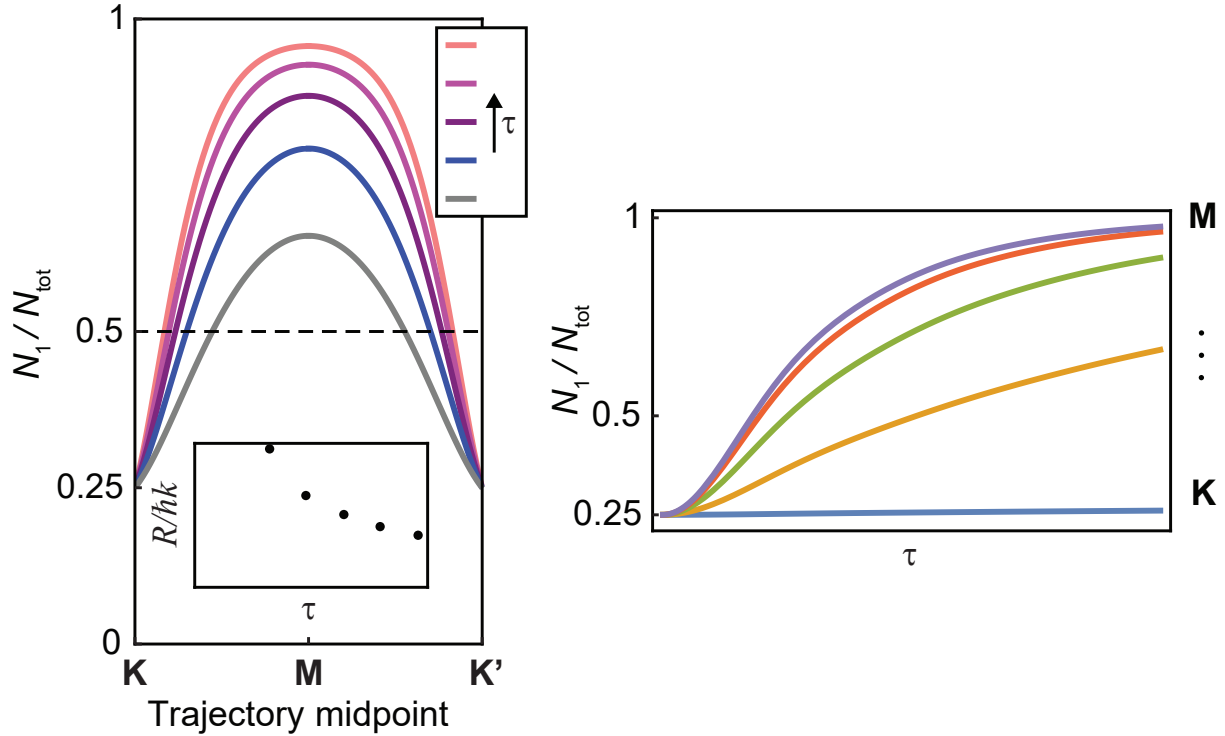 1
τ
N₁ / Nₜₒₜ
0.5
0.25
R/ħk
τ
0
K
M
K’
Trajectory midpoint
1
M
N₁ / Nₜₒₜ
0.5
K
0.25
τ